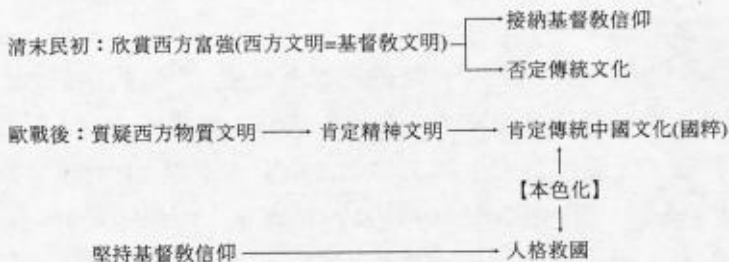 接納基督教信仰
清末民初：欣賞西方富強(西方文明=基督教文明)
否定傳統文化
歐戰後：質疑西方物質文明 肯定精神文明 肯定傳統中國文化(國粹)
【本色化】
堅持基督教信仰 人格救國